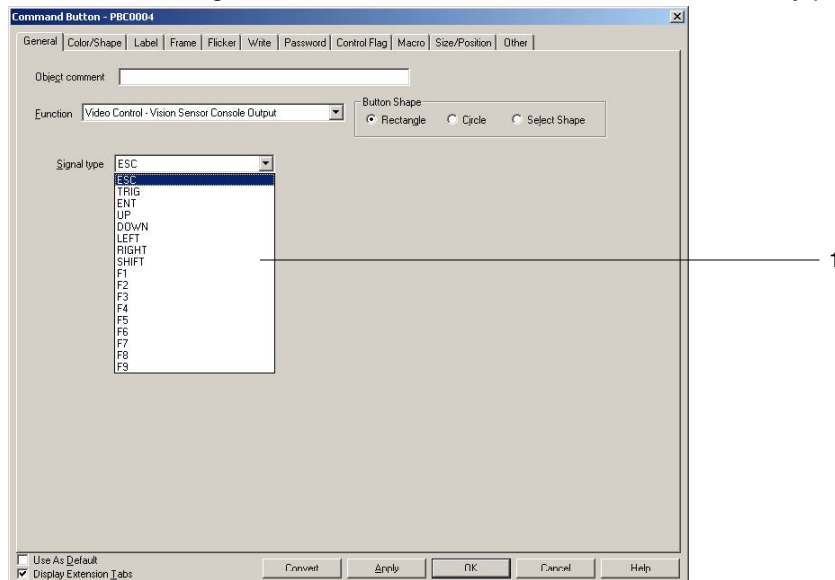 Command Button - PBC0004
General Color/Shape Label Frame Flicker Write Password Control Flag Macro Size/Position Other
Object comment
Function Video Control - Vision Sensor Console Output
Button Shape
Rectangle Circle Select Shape
Signal type ESC
ESC
TRIG
ENT
UP
DOWN
LEFT
RIGHT
SHIFT
1
F1
F2
F3
F4
F5
F6
F7
F8
F9
Use As Default
Display Extension Tabs
Convert Apply OK Cancel Help